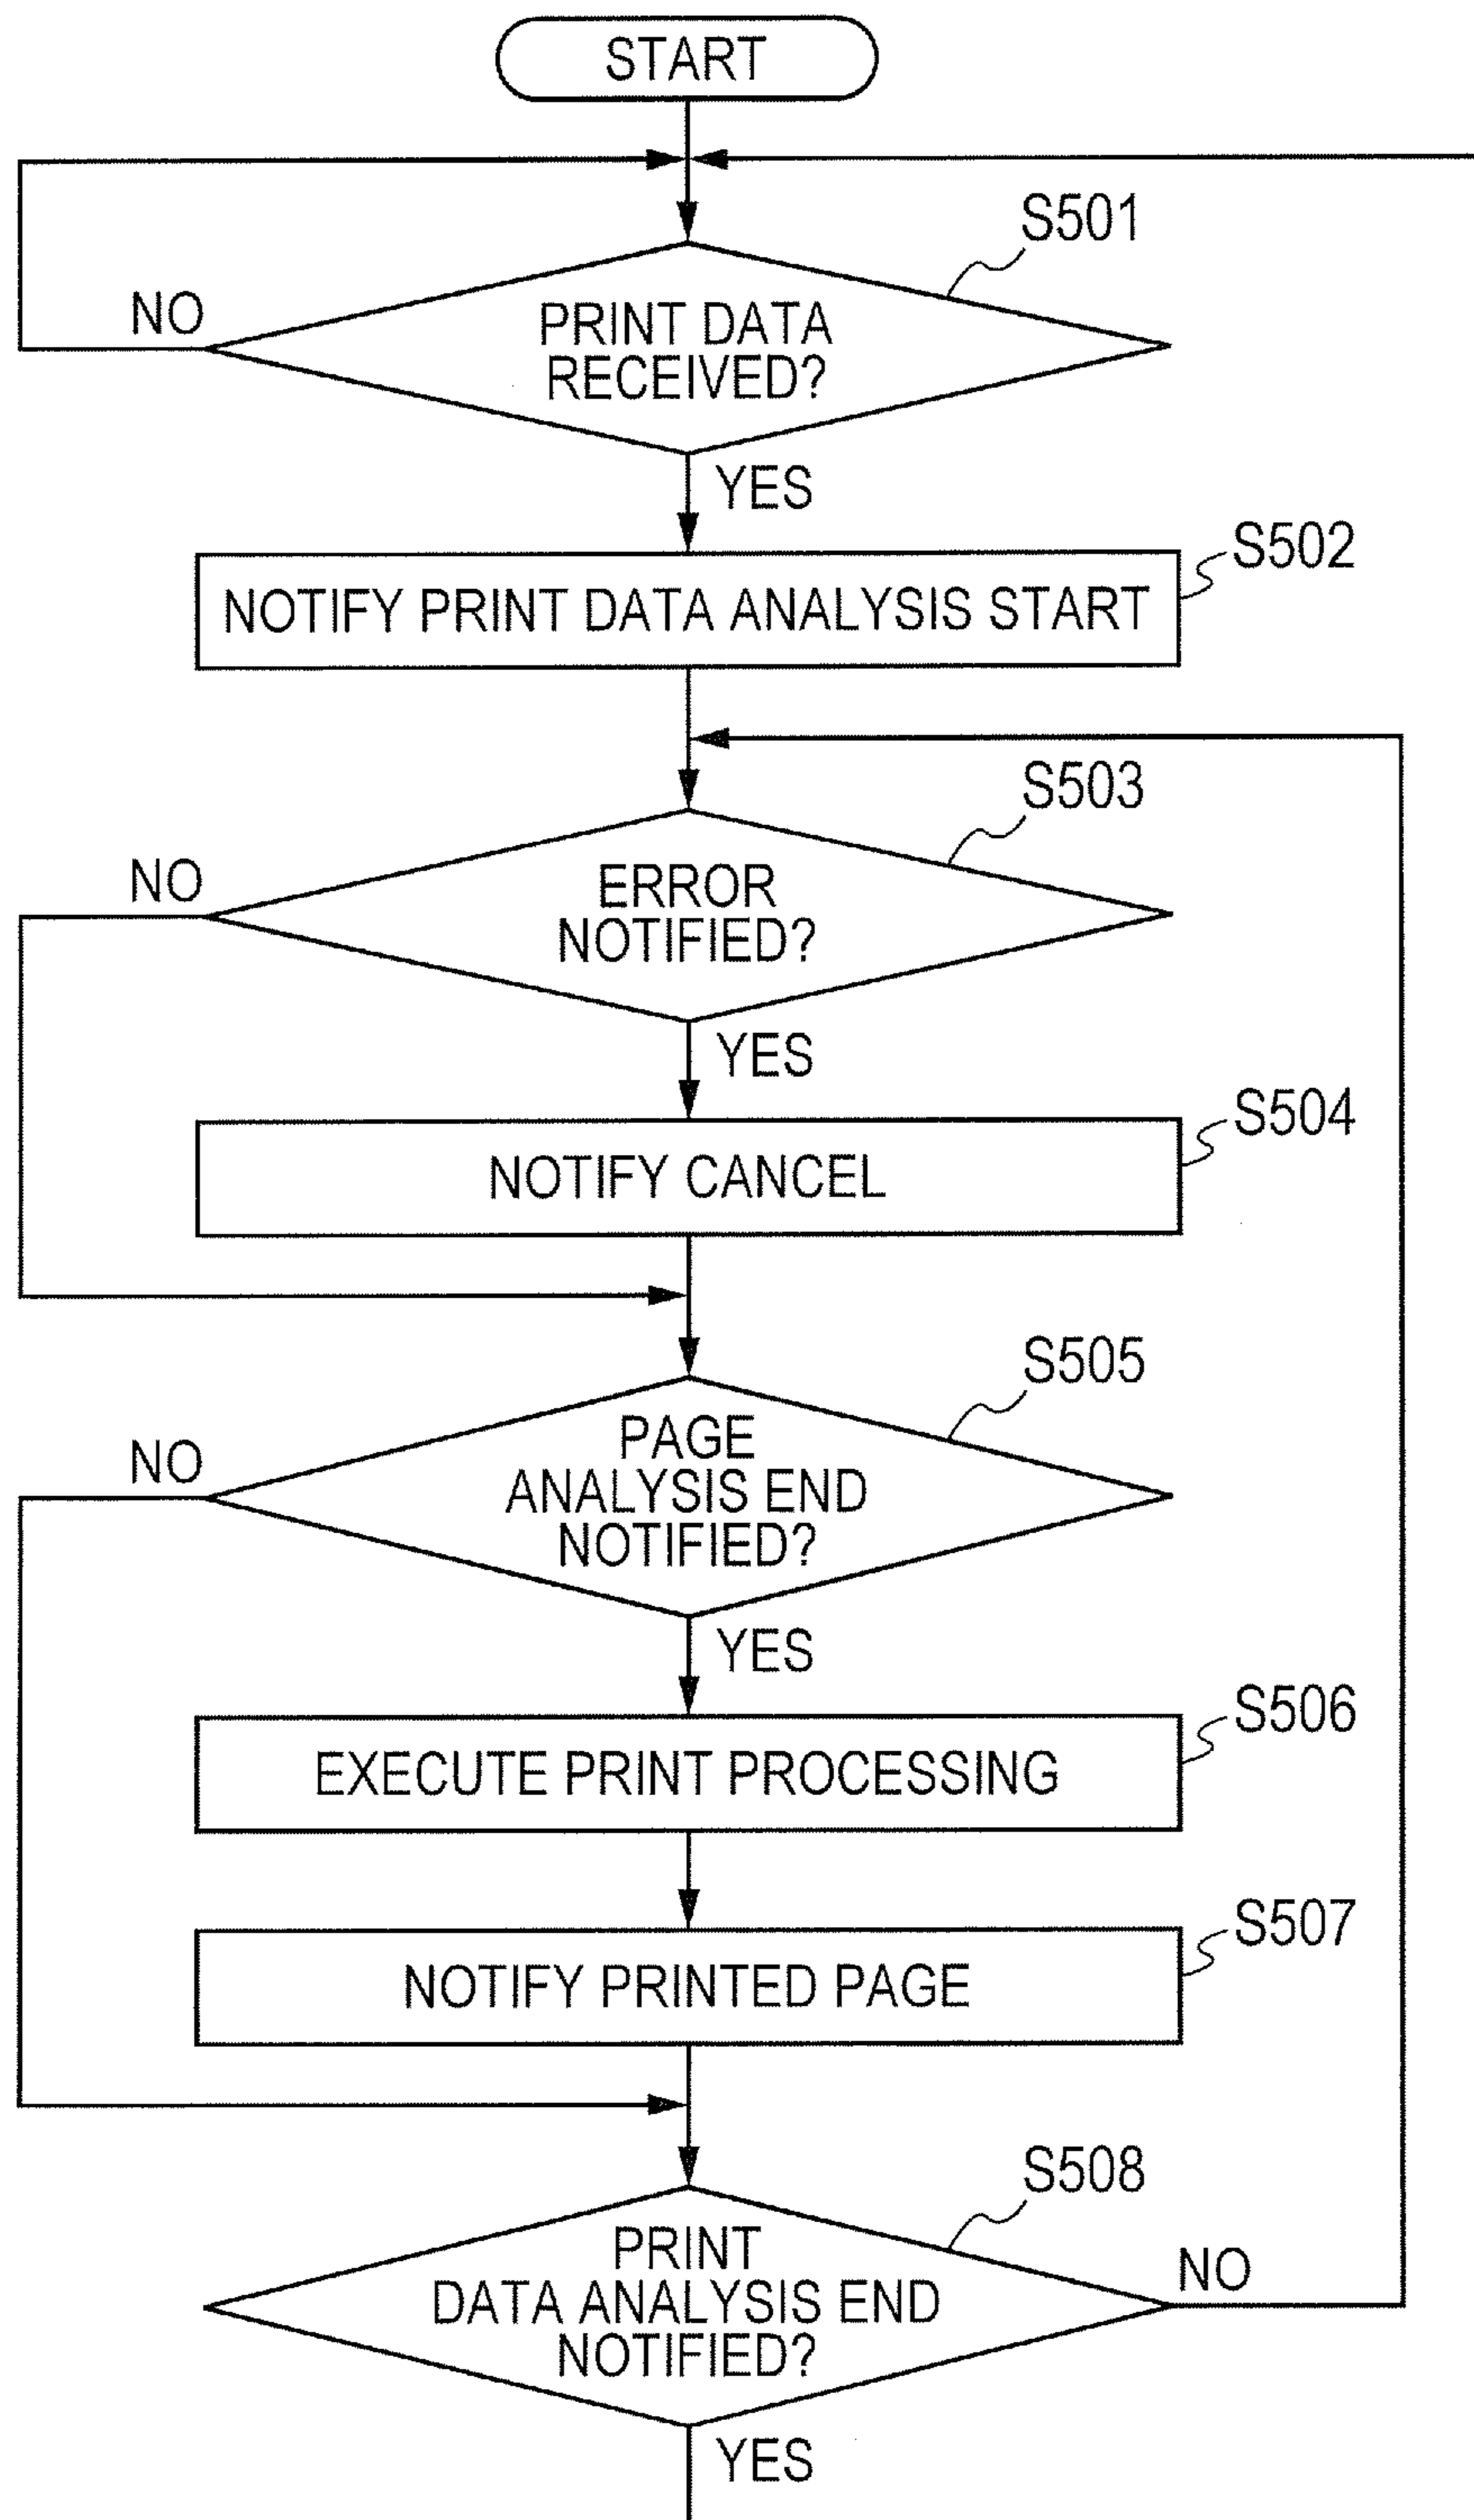 START
S501
NO
PRINT DATA
RECEIVED?
YES
S502
NOTIFY PRINT DATA ANALYSIS START
S503
NO
ERROR
NOTIFIED?
YES
S504
NOTIFY CANCEL
S505
NO
PAGE
ANALYSIS END
NOTIFIED?
YES
S506
EXECUTE PRINT PROCESSING
S507
NOTIFY PRINTED PAGE
S508
PRINT
NO
DATA ANALYSIS END
NOTIFIED?
YES